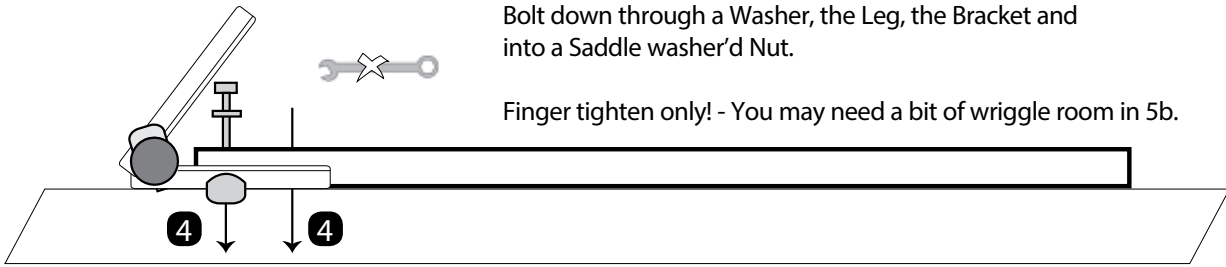 Bolt down through a Washer, the Leg, the Bracket and
into a Saddle washer'd Nut.
Finger tighten only! - You may need a bit of wriggle room in 5b.
4 4